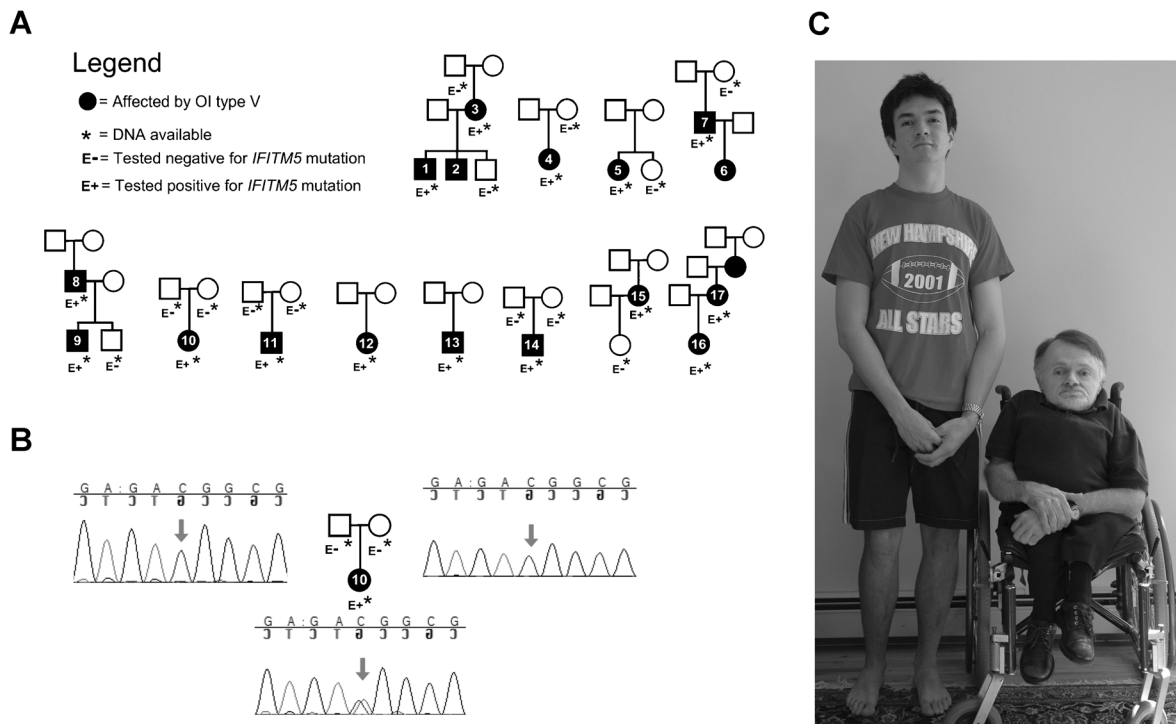 A
C
Legend
= Affected by OI type V
* = DNA available
E- = Tested negative for IFITM5 mutation
E+ = Tested positive for IFITM5 mutation
E-*
3
E+*
1
2
E+*
E-*
E-*
4
E+*
5
E+*
E-*
E-*
7
E+*
6
8
E+*
9
E+*
E-*
E-*
E-*
10
E+*
E-*
E-*
11
E+*
12
E+*
13
E+*
E-*
E-*
14
E+*
15
E+*
E-*
17
E+*
16
E+*
NEW HAMPSHIRE
2001
ALL STARS
B
G A : G A C G G C G
C T C T G C C G C
G A : G A C G G C G
C T C T G C C G C
E-*
E-*
10
E+*
G A : G A C G G C G
C T C T G C C G C